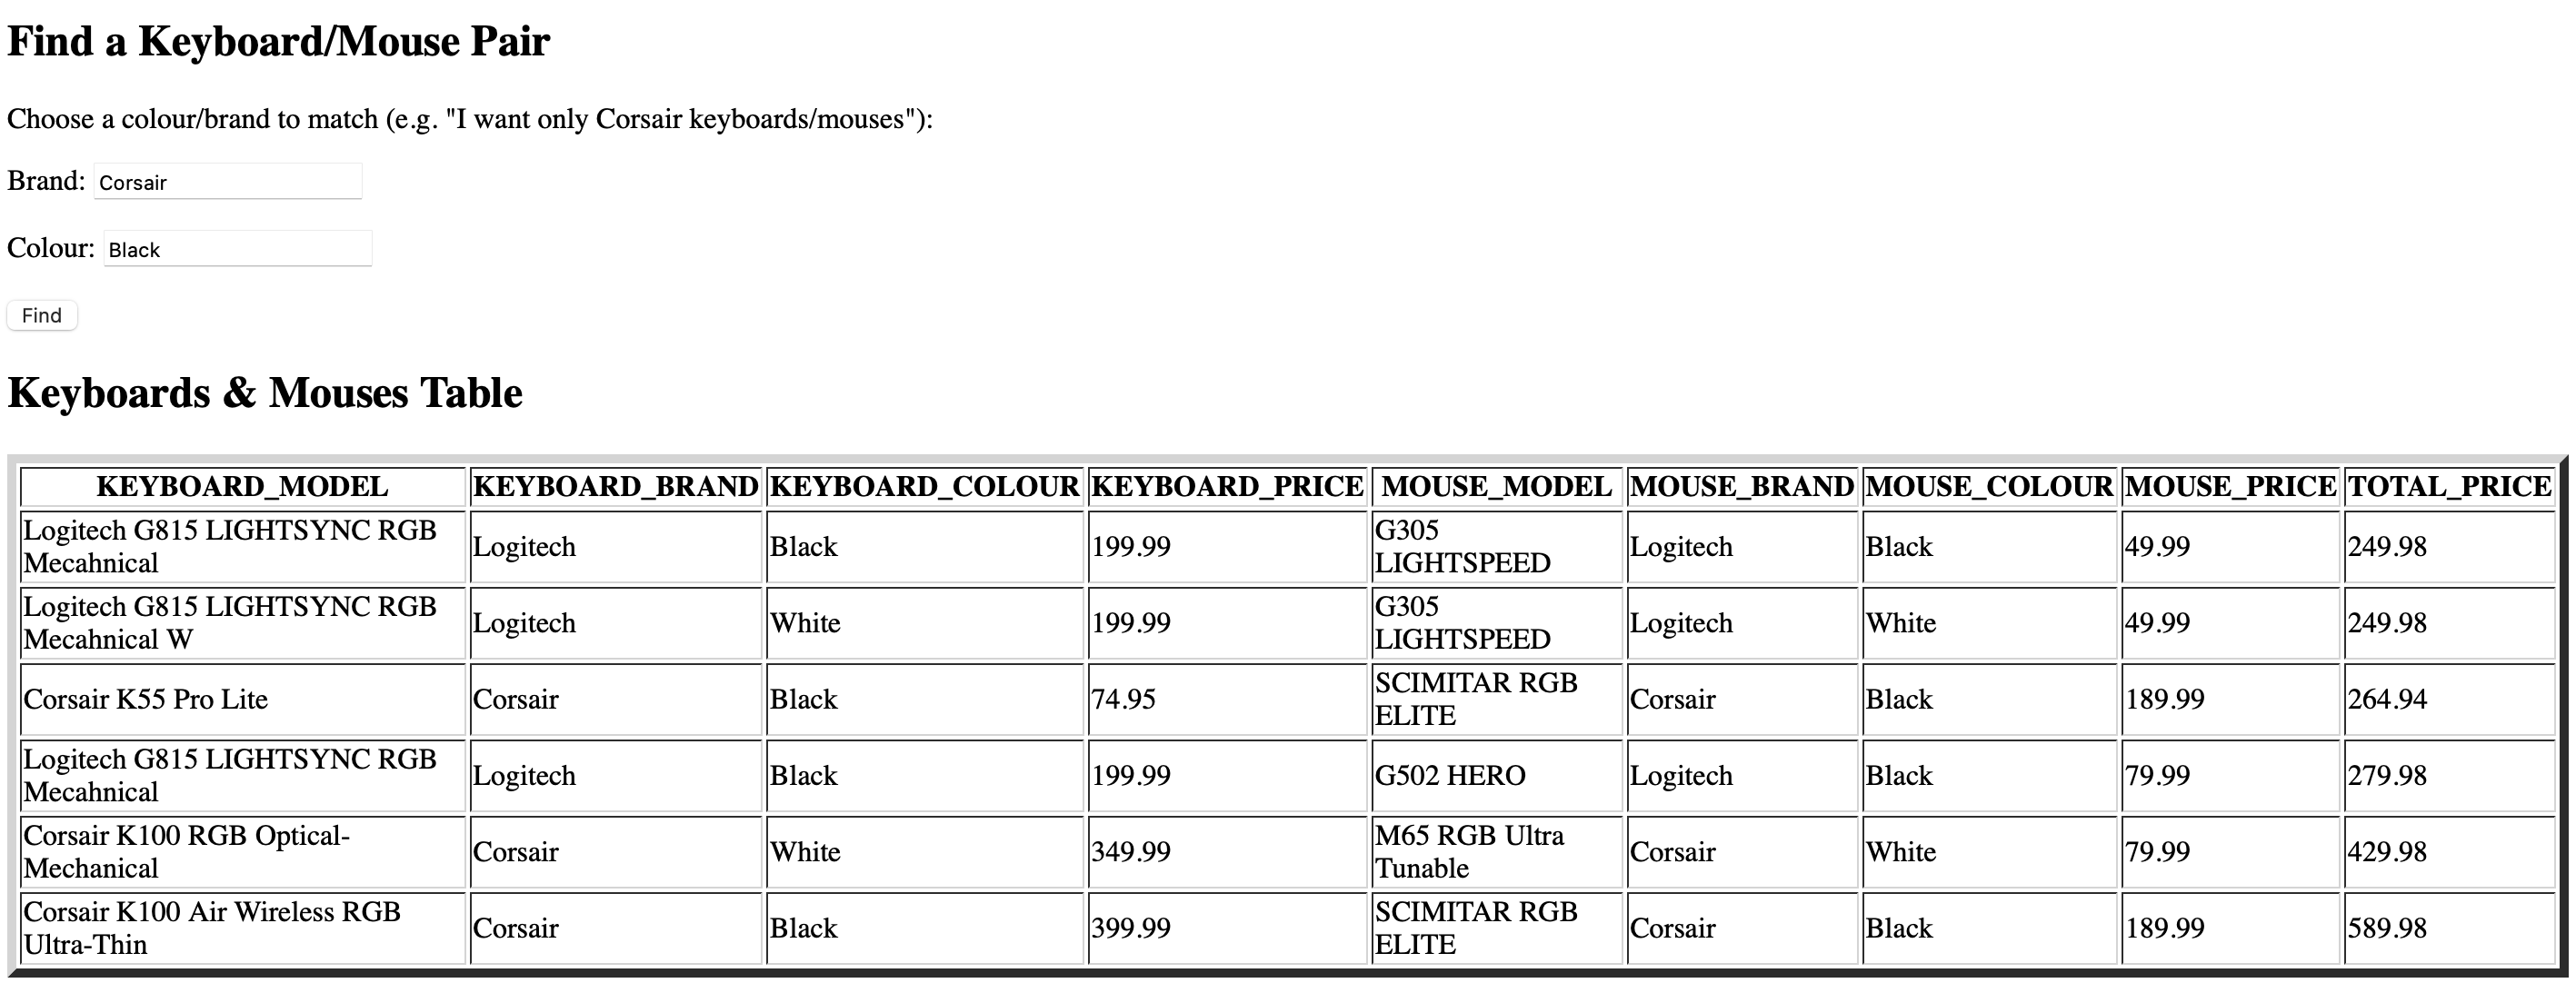 Find a Keyboard/Mouse Pair
Choose a colour/brand to match (e.g. "I want only Corsair keyboards/mouses"):
Brand: Corsair
Colour: Black
Find
Keyboards & Mouses Table
KEYBOARD_MODEL KEYBOARD_BRAND KEYBOARD_COLOUR KEYBOARD_PRICE MOUSE_MODEL MOUSE_BRAND MOUSE_COLOUR MOUSE_PRICE TOTAL_PRICE
Logitech G815 LIGHTSYNC RGB
Mecahnical
Logitech
Black
199.99
G305
LIGHTSPEED
Logitech
Black
49.99
249.98
Logitech G815 LIGHTSYNC RGB
Mecahnical W
Logitech
White
199.99
G305
LIGHTSPEED
Logitech
White
49.99
249.98
Corsair K55 Pro Lite
Corsair
Black
74.95
SCIMITAR RGB
ELITE
Corsair
Black
189.99
264.94
Logitech G815 LIGHTSYNC RGB
Mecahnical
Logitech
Black
199.99
G502 HERO
Logitech
Black
79.99
279.98
Corsair K100 RGB Optical-
Mechanical
Corsair
White
349.99
M65 RGB Ultra
Tunable
Corsair
White
79.99
429.98
Corsair K100 Air Wireless RGB
Ultra-Thin
Corsair
Black
399.99
SCIMITAR RGB
ELITE
Corsair
Black
189.99
589.98